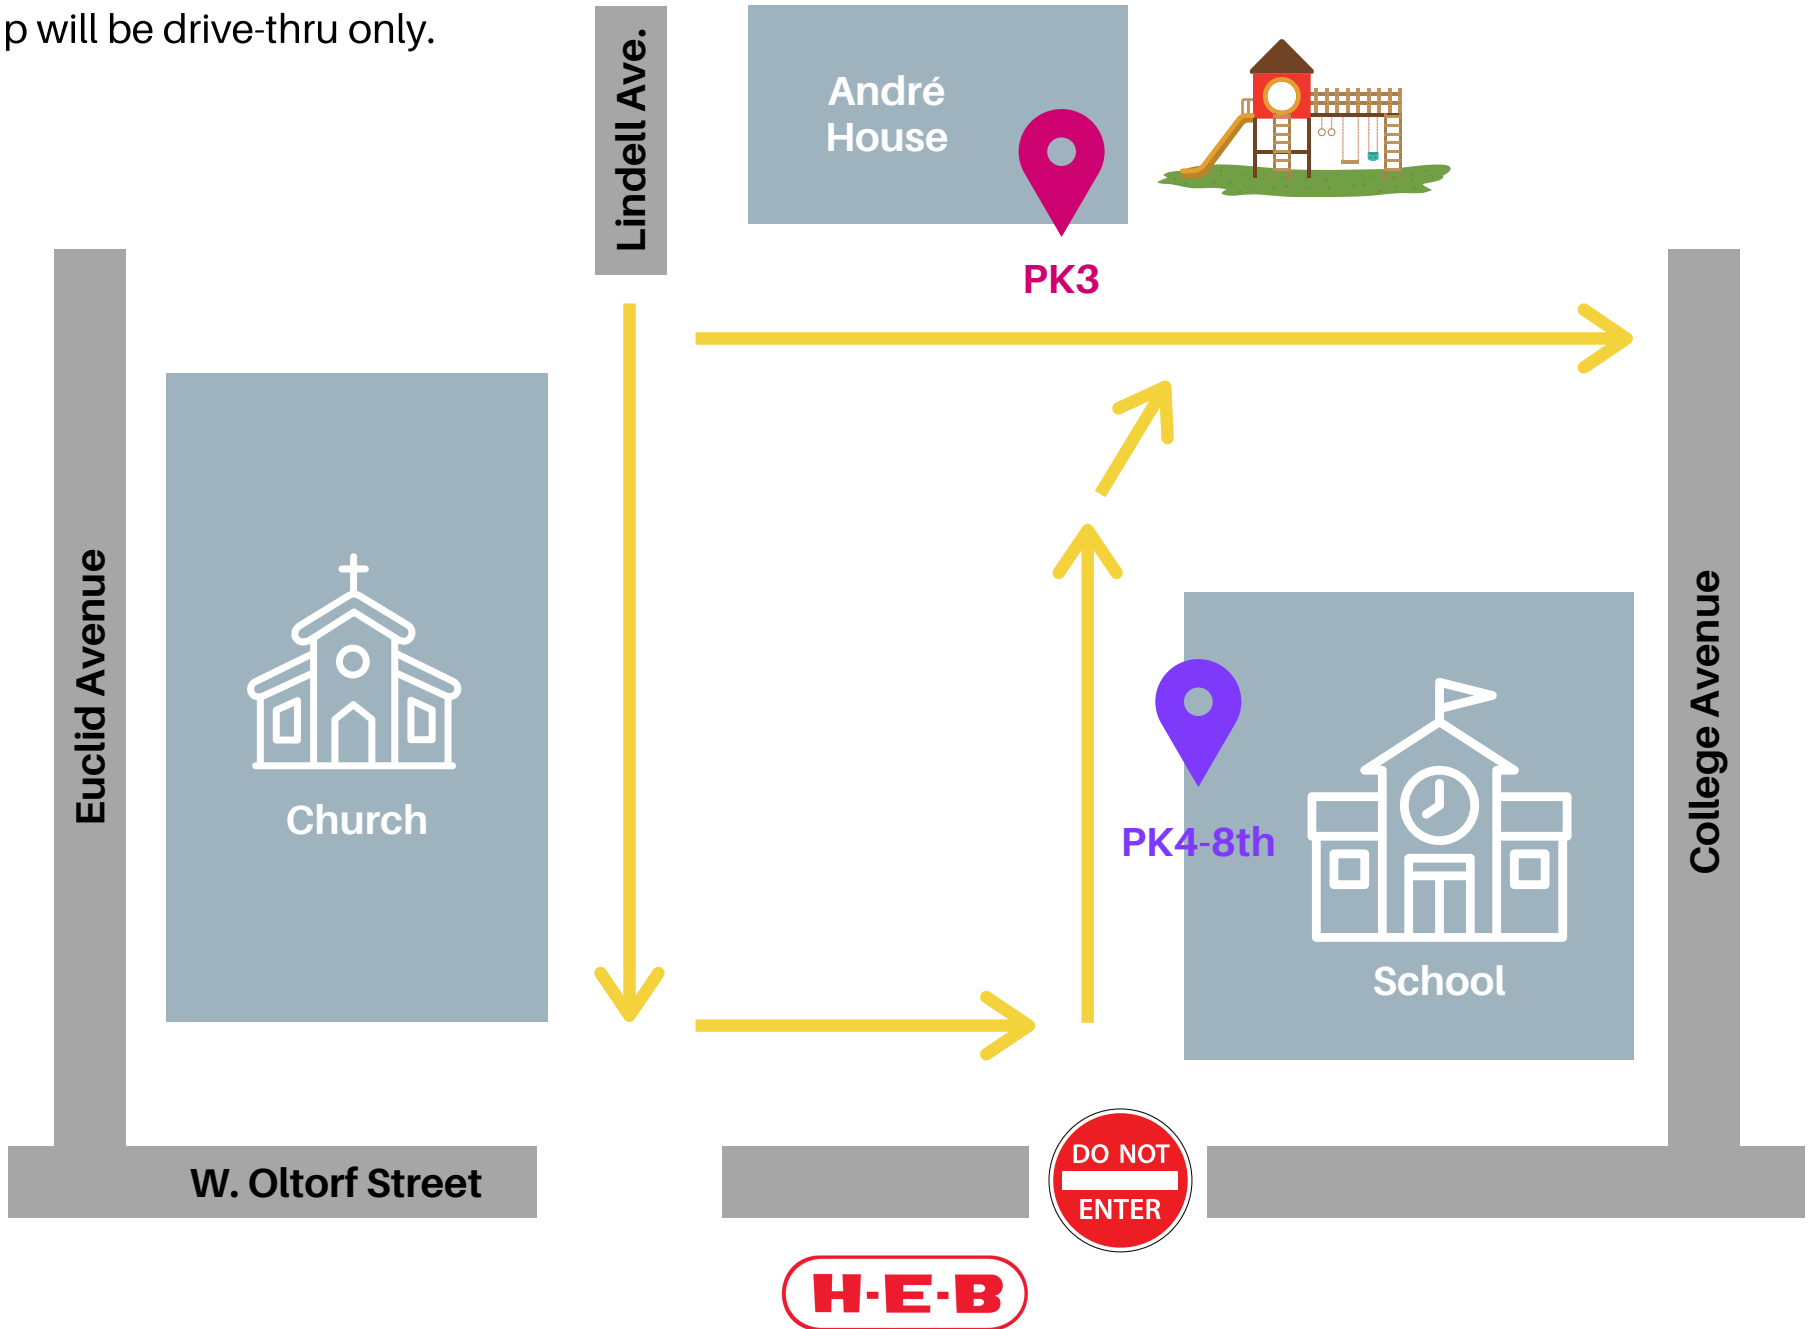 p will be drive-thru only.
Lindell Ave.
André
House
PK3
Euclid Avenue
Church
PK4-8th
School
College Avenue
W. Oltorf Street
DO NOT
ENTER
H-E-B